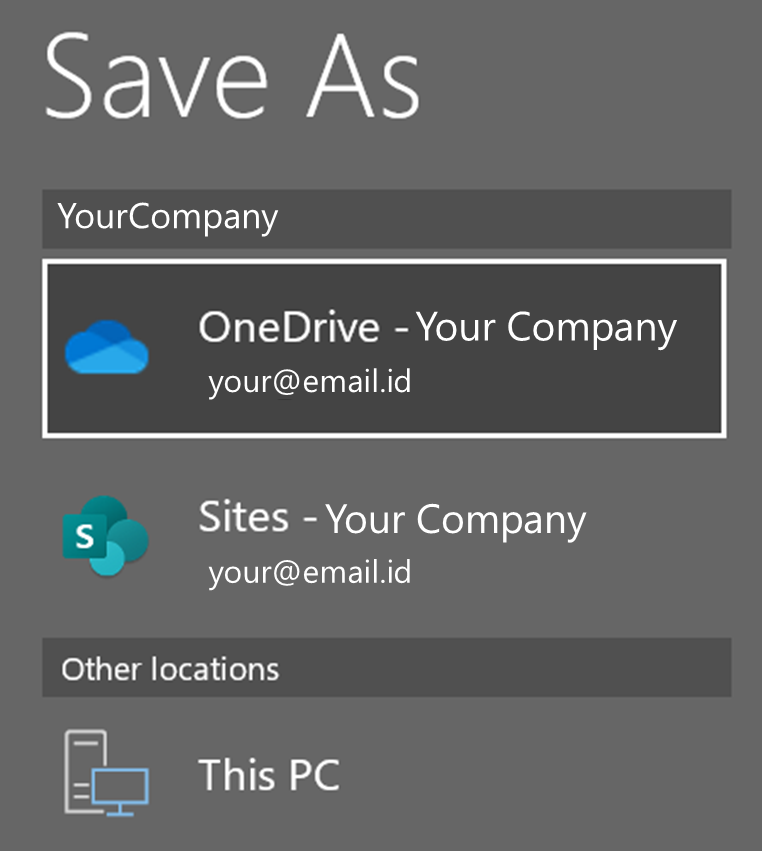 Save As
YourCompany
OneDrive - Your Company
your@email.id
S
Sites - Your Company
your@email.id
Other locations
This PC